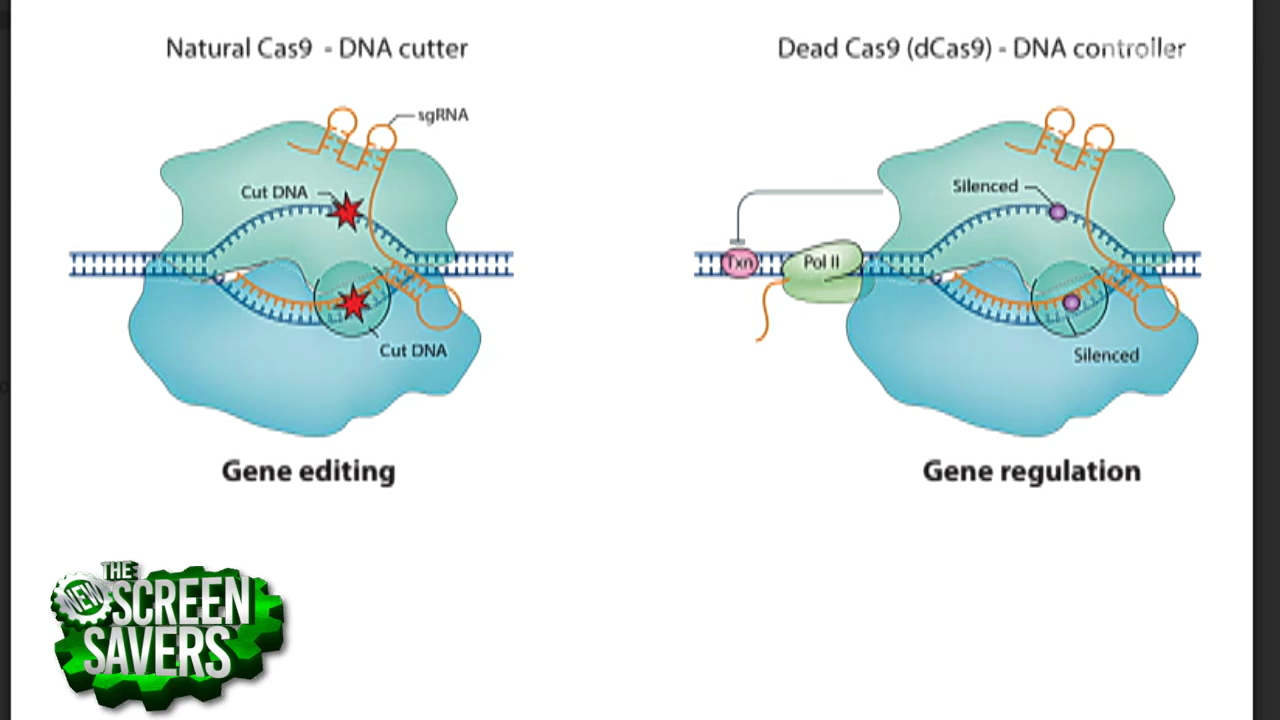 Natural Cas9 - DNA cutter
sgRNA
Cut DNA
Cut DNA
Gene editing
Dead Cas9 (dCas9) - DNA controller
Silenced
Txn
Pol II
Silenced
Gene regulation
THE
NEW
SCREEN
SAVERS